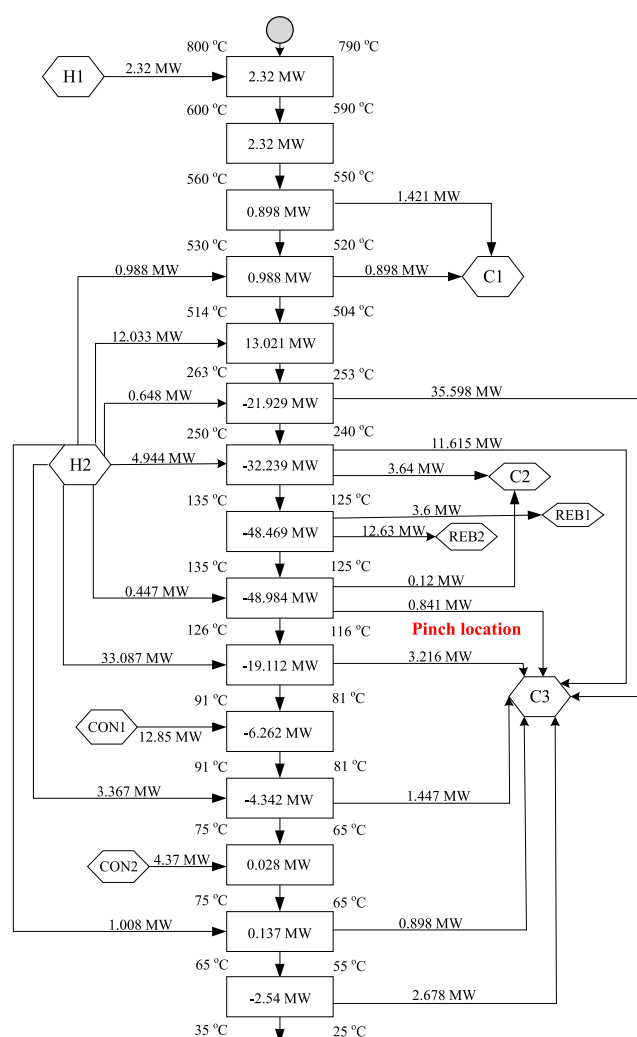 800 °C 790 °C
H1 2.32 MW 2.32 MW
600 °C 590 °C
2.32 MW
560 °C 550 °C
0.898 MW 1.421 MW
530 °C 520 °C
0.988 MW 0.988 MW 0.898 MW C1
514 °C 504 °C
12.033 MW 13.021 MW
263 °C 253 °C
0.648 MW -21.929 MW 35.598 MW
250 °C 240 °C
H2 4.944 MW -32.239 MW 11.615 MW
3.64 MW C2
135 °C 125 °C
-48.469 MW 3.6 MW REB1
12.63 MW REB2
135 °C 125 °C
0.447 MW -48.984 MW 0.12 MW
0.841 MW
126 °C 116 °C Pinch location
33.087 MW -19.112 MW 3.216 MW
91 °C 81 °C C3
CON1 12.85 MW -6.262 MW
91 °C 81 °C
3.367 MW -4.342 MW 1.447 MW
75 °C 65 °C
CON2 4.37 MW 0.028 MW
75 °C 65 °C
1.008 MW 0.137 MW 0.898 MW
65 °C 55 °C
-2.54 MW 2.678 MW
35 °C 25 °C